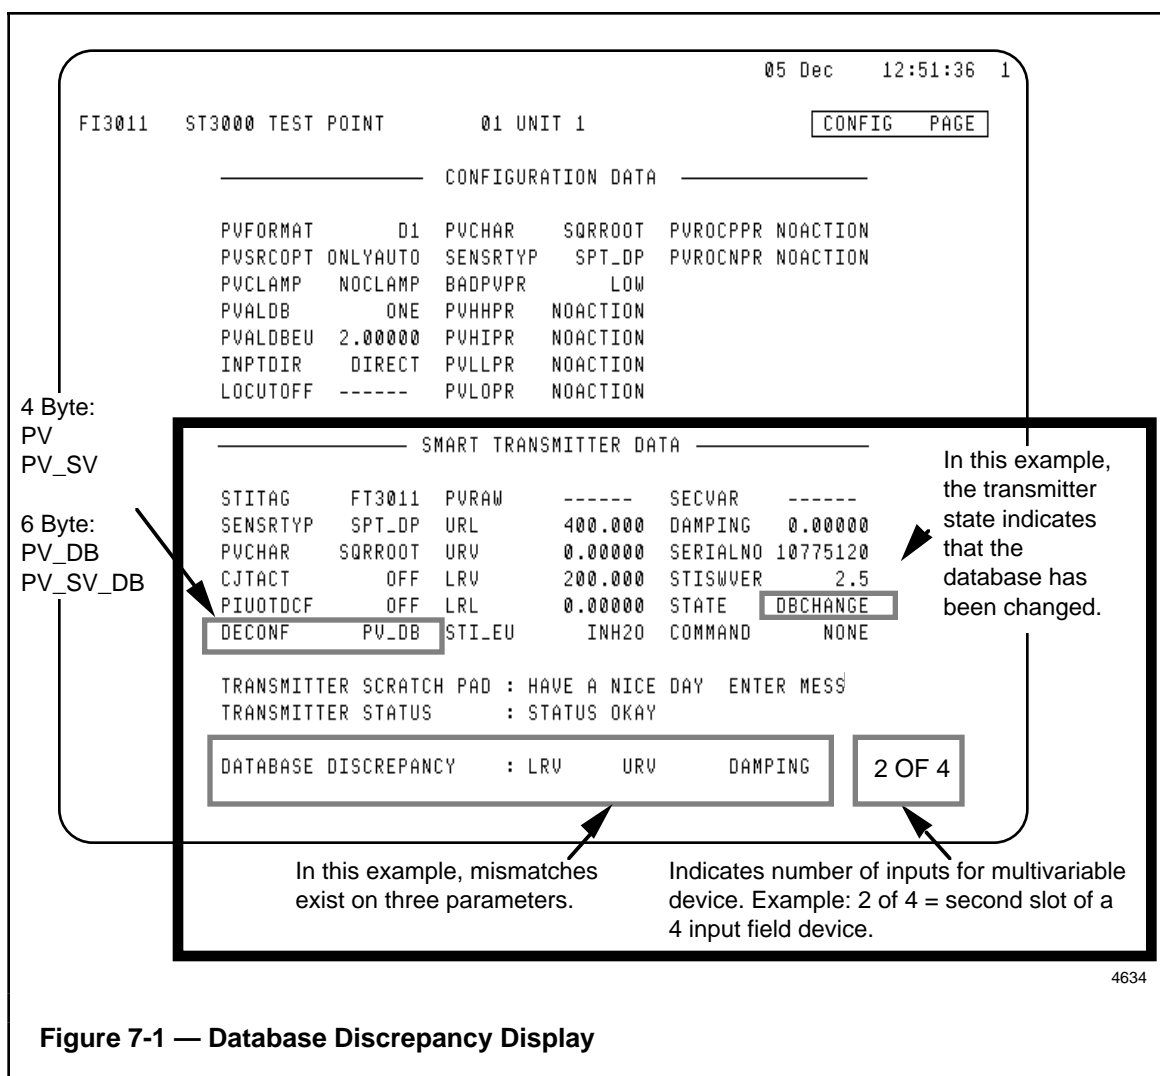 05 Dec 12:51:36 1
FI3011 ST3000 TEST POINT 01 UNIT 1 CONFIG PAGE
CONFIGURATION DATA
PVFORMAT D1 PVCHAR SQRROOT PVROCPPR NOACTION
PVSRCOPT ONLYAUTO SENSRTYP SPT_DP PVROCNPR NOACTION
PVCLAMP NOCLAMP BADPVPR LOW
PVALDB ONE PVHHPR NOACTION
PVALDBEU 2.00000 PVHIPR NOACTION
INPTDIR DIRECT PVLLPR NOACTION
LOCUTOFF ------ PVLOPR NOACTION
4 Byte:
PV
PV_SV
6 Byte:
PV_DB
PV_SV_DB
SMART TRANSMITTER DATA
STITAG FT3011 PVRAW ------ SECVAR ------
SENSRTYP SPT_DP URL 400.000 DAMPING 0.00000
PVCHAR SQRROOT URV 0.00000 SERIALNO 10775120
CJTACT OFF LRV 200.000 STISWVER 2.5
PIUOTDCF OFF LRL 0.00000 STATE DBCHANGE
DECONF PV_DB STI_EU INH2O COMMAND NONE
In this example,
the transmitter
state indicates
that the
database has
been changed.
TRANSMITTER SCRATCH PAD : HAVE A NICE DAY ENTER MESS
TRANSMITTER STATUS : STATUS OKAY
DATABASE DISCREPANCY : LRV URV DAMPING 2 OF 4
In this example, mismatches
exist on three parameters.
Indicates number of inputs for multivariable
device. Example: 2 of 4 = second slot of a
4 input field device.
4634
Figure 7-1 — Database Discrepancy Display